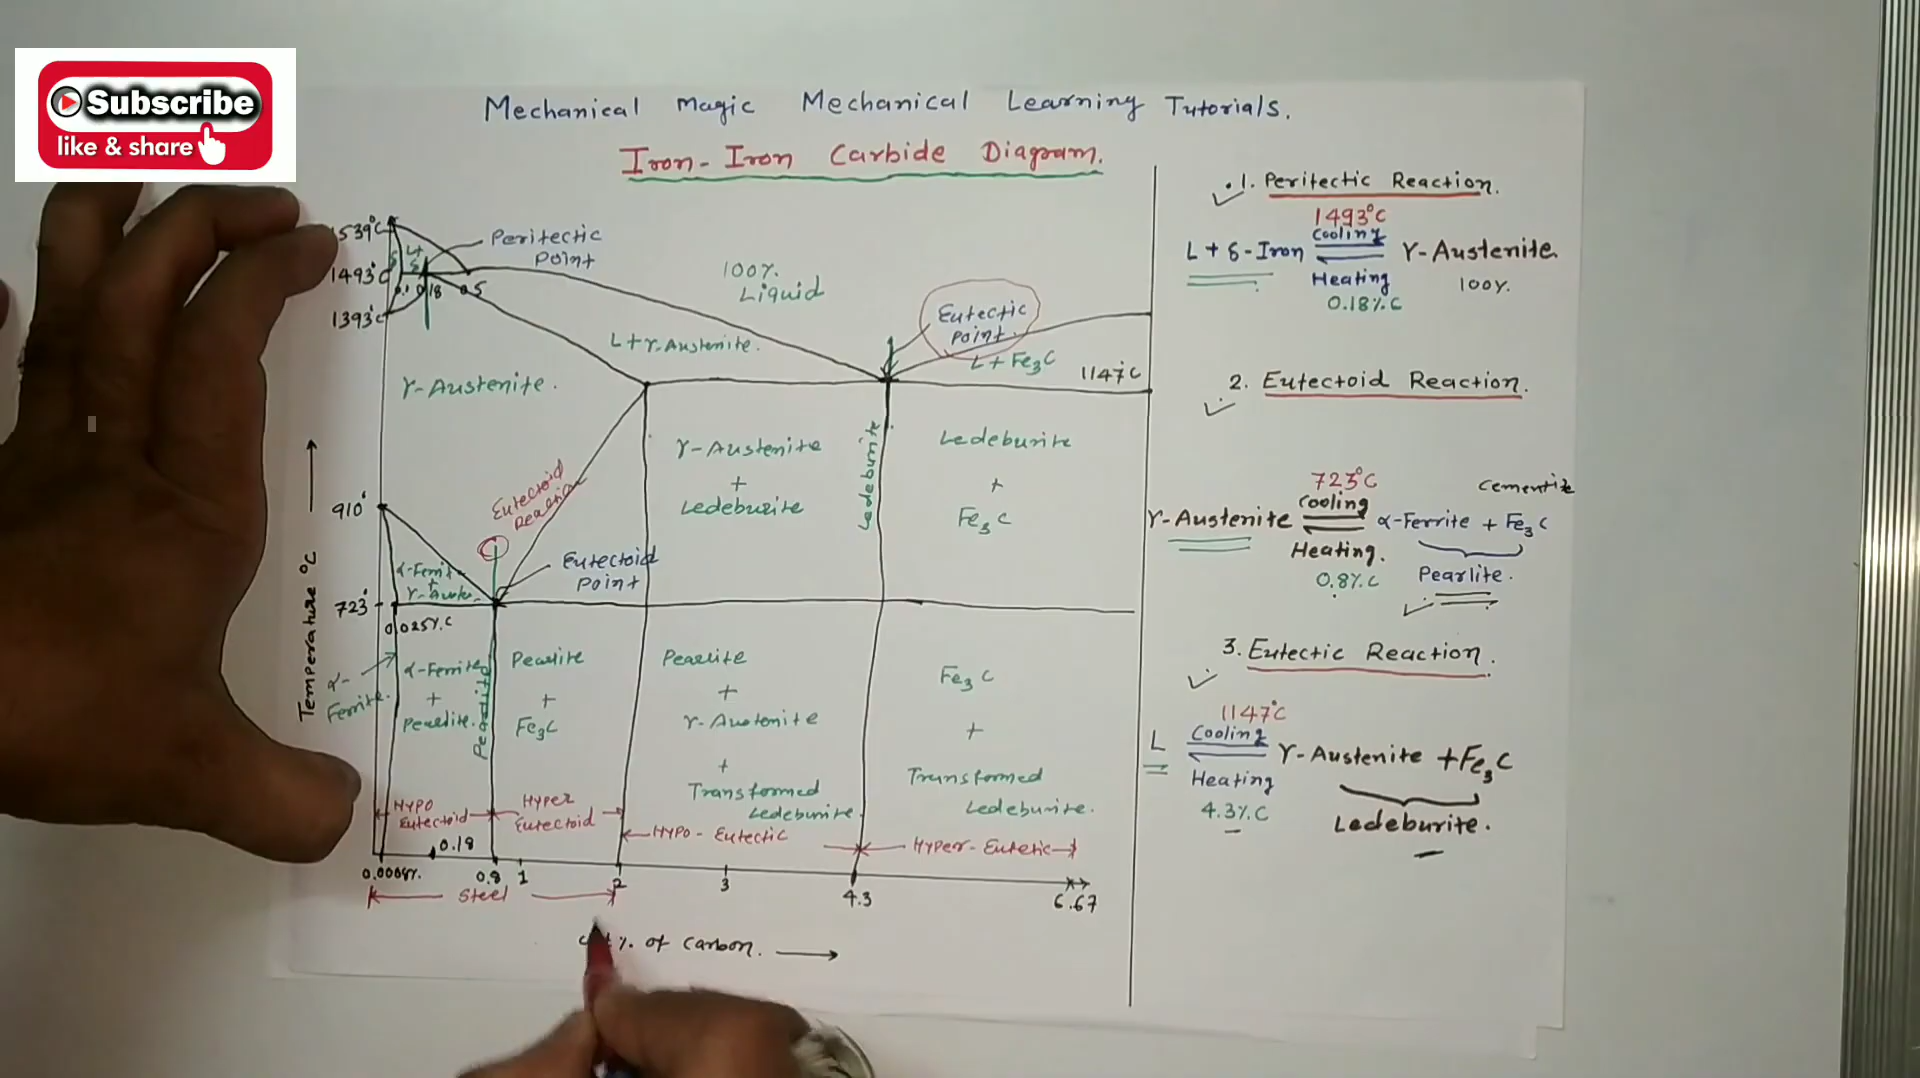 Subscribe
like & share
Mechanical Magic Mechanical Learning Tutorials.
Iron-Iron Carbide Diagram.
1539°C
1493°C
1393°C
910°
723°
Temperature °C
δ
L+
δ
0.1
0.18
0.5
Peritectic
Point
100%.
Liquid
L+γ-Austenite.
γ-Austenite.
Eutectic
point.
L+Fe3C
1147°C
Eutectoid
Reaction
Eutectoid
Point
γ-Austenite
+
Ledeburite
Ledeburite
Ledeburite
+
Fe3C
α-Ferrit
+
γ-Auste
0.025%.C
α-
Ferrite.
α-Ferrite
+
Pearlite.
Pearlite
Pearlite
+
Fe3C
Pearlite
+
γ-Austenite
+
Transformed
Ledeburite.
Fe3C
+
Transformed
Ledeburite.
HYPO
Eutectoid
HYPer
Eutectoid
HYPO-Eutectic
HYPer-Eutetic
0.008%.
0.18
0.8
1
2
3
4.3
6.67
Steel
%. of Carbon.
1. Peritectic Reaction.
1493°C
L + δ-Iron
Cooling
Heating
γ-Austenite
100%.
0.18%.C
2. Eutectoid Reaction.
723°C
Cementite
γ-Austenite
Cooling
Heating.
α-Ferrite + Fe3C
0.8%.C
Pearlite.
3. Eutectic Reaction.
1147°C
L
Cooling
Heating
γ-Austenite + Fe3C
4.3%.C
Ledeburite.